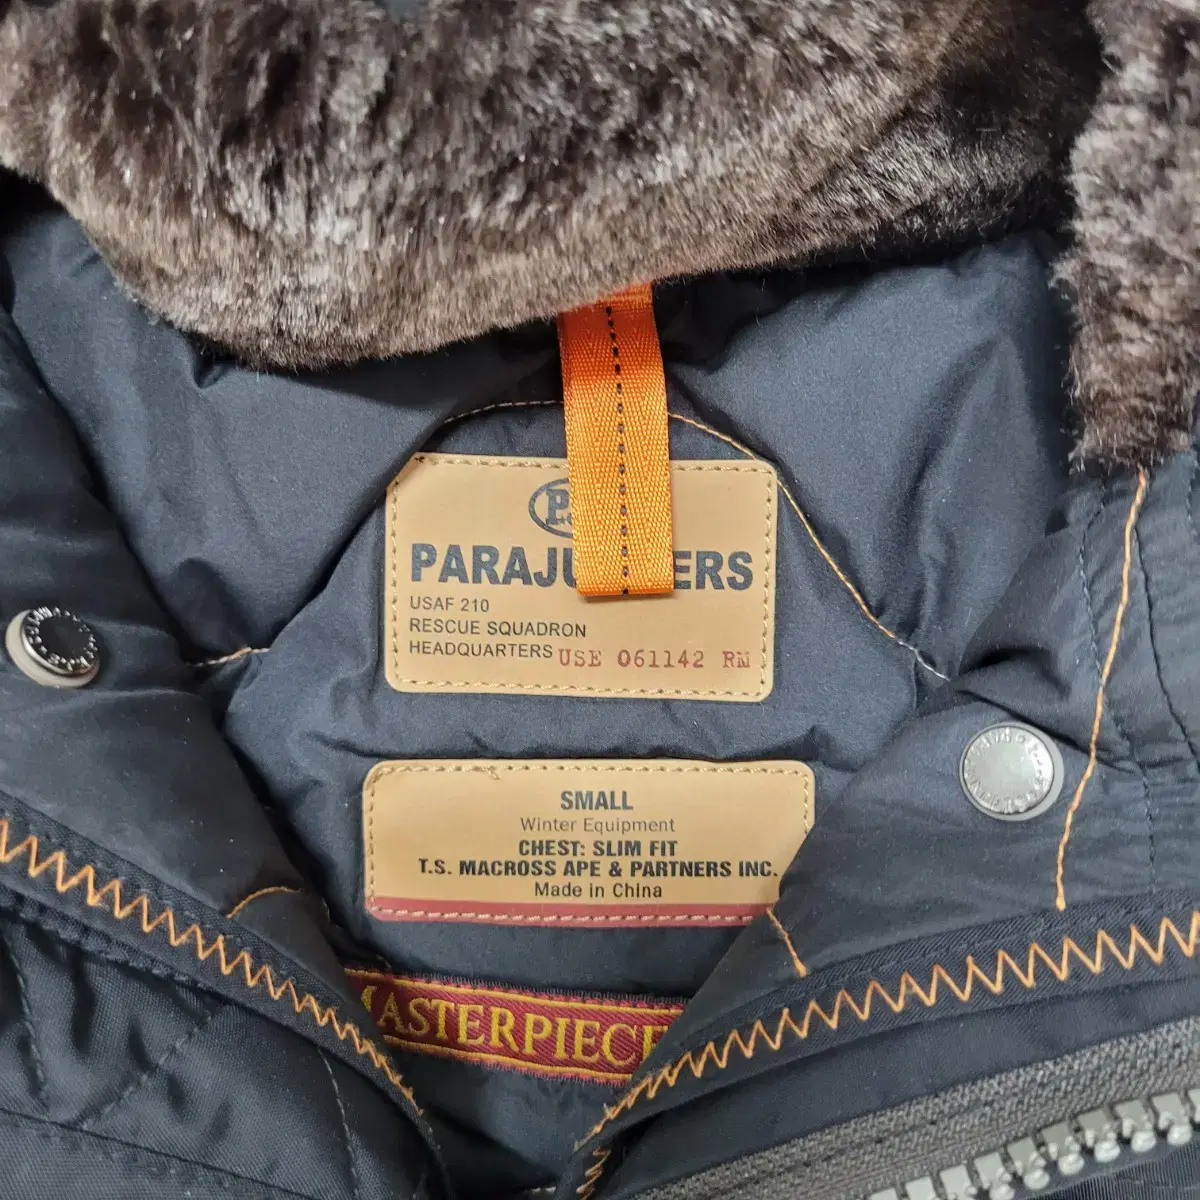 PARAJU ERS
USAF 210
RESCUE SQUADRON
HEADQUARTERS USE 061142 RM
SMALL
Winter Equipment
CHEST: SLIM FIT
T.S. MACROSS APE & PARTNERS INC.
Made in China
MASTERPIECE